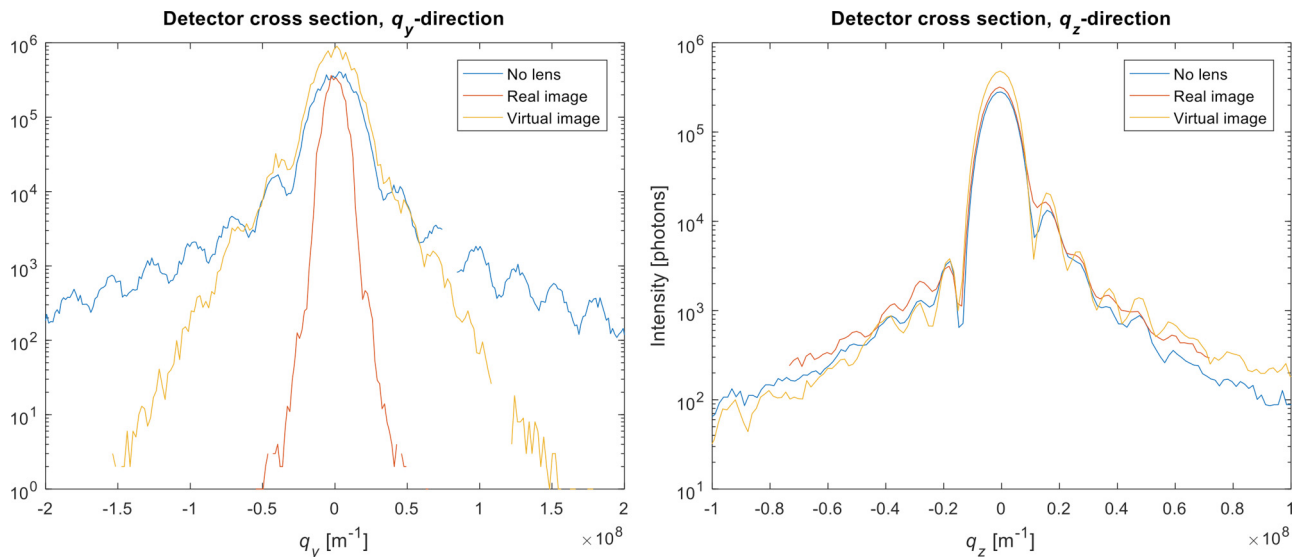 Detector cross section, q_y-direction
10^6
10^5
10^4
10^3
10^2
10^1
10^0
No lens
Real image
Virtual image
-2 -1.5 -1 -0.5 0 0.5 1 1.5 2
q_y [m^-1]
×10^8
Detector cross section, q_z-direction
Intensity [photons]
10^6
10^5
10^4
10^3
10^2
10^1
No lens
Real image
Virtual image
-1 -0.8 -0.6 -0.4 -0.2 0 0.2 0.4 0.6 0.8 1
q_z [m^-1]
×10^8